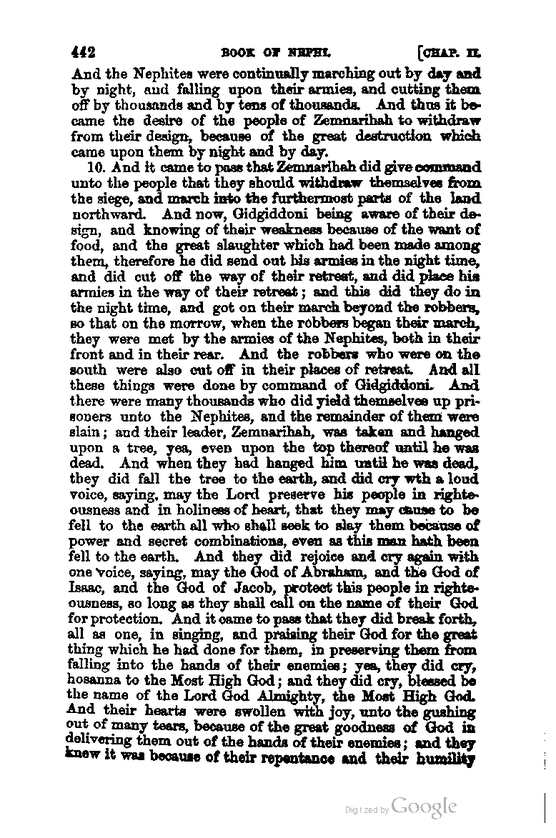 442 BOOK OF NEPHI. [CHAP. II.
And the Nephites were continually marching out by day and
by night, and falling upon their armies, and cutting them
off by thousands and by tens of thousands. And thus it be-
came the desire of the people of Zemnarihah to withdraw
from their design, because of the great destruction which
came upon them by night and by day.
10. And it came to pass that Zemnarihah did give command
unto the people that they should withdraw themselves from
the siege, and march into the furthermost parts of the land
northward. And now, Gidgiddoni being aware of their de-
sign, and knowing of their weakness because of the want of
food, and the great slaughter which had been made among
them, therefore he did send out his armies in the night time,
and did cut off the way of their retreat, and did place his
armies in the way of their retreat; and this did they do in
the night time, and got on their march beyond the robbers,
so that on the morrow, when the robbers began their march,
they were met by the armies of the Nephites, both in their
front and in their rear. And the robbers who were on the
south were also cut off in their places of retreat. And all
these things were done by command of Gidgiddoni. And
there were many thousands who did yield themselves up pri-
soners unto the Nephites, and the remainder of them were
slain; and their leader, Zemnarihah, was taken and hanged
upon a tree, yea, even upon the top thereof until he was
dead. And when they had hanged him until he was dead,
they did fall the tree to the earth, and did cry wth a loud
voice, saying, may the Lord preserve his people in righte-
ousness and in holiness of heart, that they may cause to be
fell to the earth all who shall seek to slay them because of
power and secret combinations, even as this man hath been
fell to the earth. And they did rejoice and cry again with
one voice, saying, may the God of Abraham, and the God of
Isaac, and the God of Jacob, protect this people in righte-
ousness, so long as they shall call on the name of their God
for protection. And it came to pass that they did break forth,
all as one, in singing, and praising their God for the great
thing which he had done for them, in preserving them from
falling into the hands of their enemies; yea, they did cry,
hosanna to the Most High God; and they did cry, blessed be
the name of the Lord God Almighty, the Most High God.
And their hearts were swollen with joy, unto the gushing
out of many tears, because of the great goodness of God in
delivering them out of the hands of their enemies; and they
knew it was because of their repentance and their humility
Digitized by Google